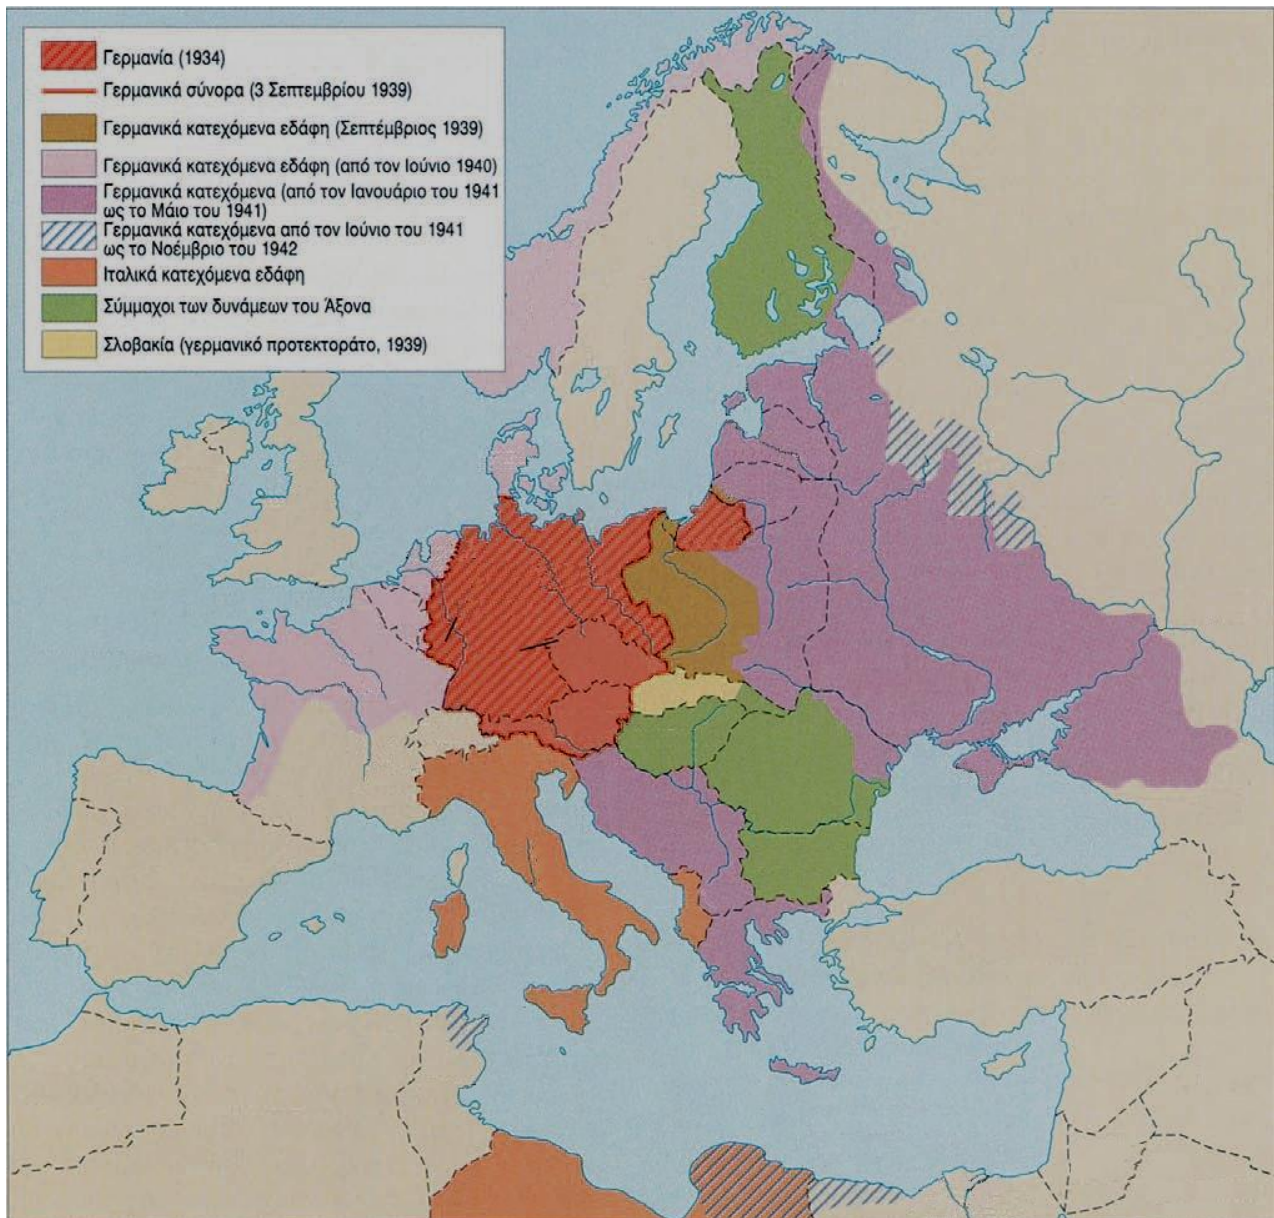 Γερμανία (1934)
Γερμανικά σύνορα (3 Σεπτεμβρίου 1939)
Γερμανικά κατεχόμενα εδάφη (Σεπτέμβριος 1939)
Γερμανικά κατεχόμενα εδάφη (από τον Ιούνιο 1940)
Γερμανικά κατεχόμενα (από τον Ιανουάριο του 1941
ως το Μάιο του 1941)
Γερμανικά κατεχόμενα από τον Ιούνιο του 1941
ως το Νοέμβριο του 1942
Ιταλικά κατεχόμενα εδάφη
Σύμμαχοι των δυνάμεων του Άξονα
Σλοβακία (γερμανικό προτεκτοράτο, 1939)